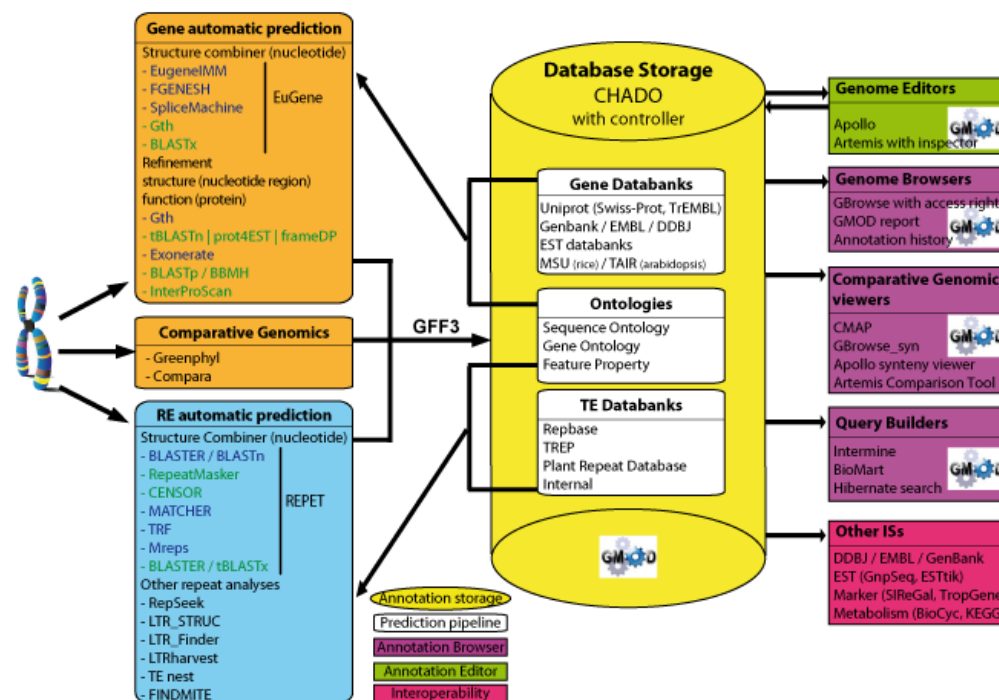 Gene automatic prediction
Structure combiner (nucleotide)
- EugeneIMM
- FGENESH
- SpliceMachine
- Gth
- BLASTx
EuGene
Refinement
structure (nucleotide region)
function (protein)
- Gth
- tBLASTn | prot4EST | frameDP
- Exonerate
- BLASTp / BBMH
- InterProScan
Comparative Genomics
- Greenphyl
- Compara
RE automatic prediction
Structure Combiner (nucleotide)
- BLASTER / BLASTn
- RepeatMasker
- CENSOR
- MATCHER
- TRF
- Mreps
- BLASTER / tBLASTx
REPET
Other repeat analyses
- RepSeek
- LTR_STRUC
- LTR_Finder
- LTRharvest
- TE nest
- FINDMITE
GFF3
Database Storage
CHADO
with controller
Gene Databanks
Uniprot (Swiss-Prot, TrEMBL)
Genbank / EMBL / DDBJ
EST databanks
MSU (rice) / TAIR (arabidopsis)
Ontologies
Sequence Ontology
Gene Ontology
Feature Property
TE Databanks
Repbase
TREP
Plant Repeat Database
Internal
GMOD
Annotation storage
Prediction pipeline
Annotation Browser
Annotation Editor
Interoperability
Genome Editors
Apollo
Artemis with inspector
GMOD
Genome Browsers
GBrowse with access right
GMOD report
Annotation history
GMOD
Comparative Genomic
viewers
CMAP
GBrowse_syn
Apollo synteny viewer
Artemis Comparison Tool
GMOD
Query Builders
Intermine
BioMart
Hibernate search
GMOD
Other ISs
DDBJ / EMBL / GenBank
EST (GnpSeq, ESTtik)
Marker (SIReGal, TropGene
Metabolism (BioCyc, KEGG